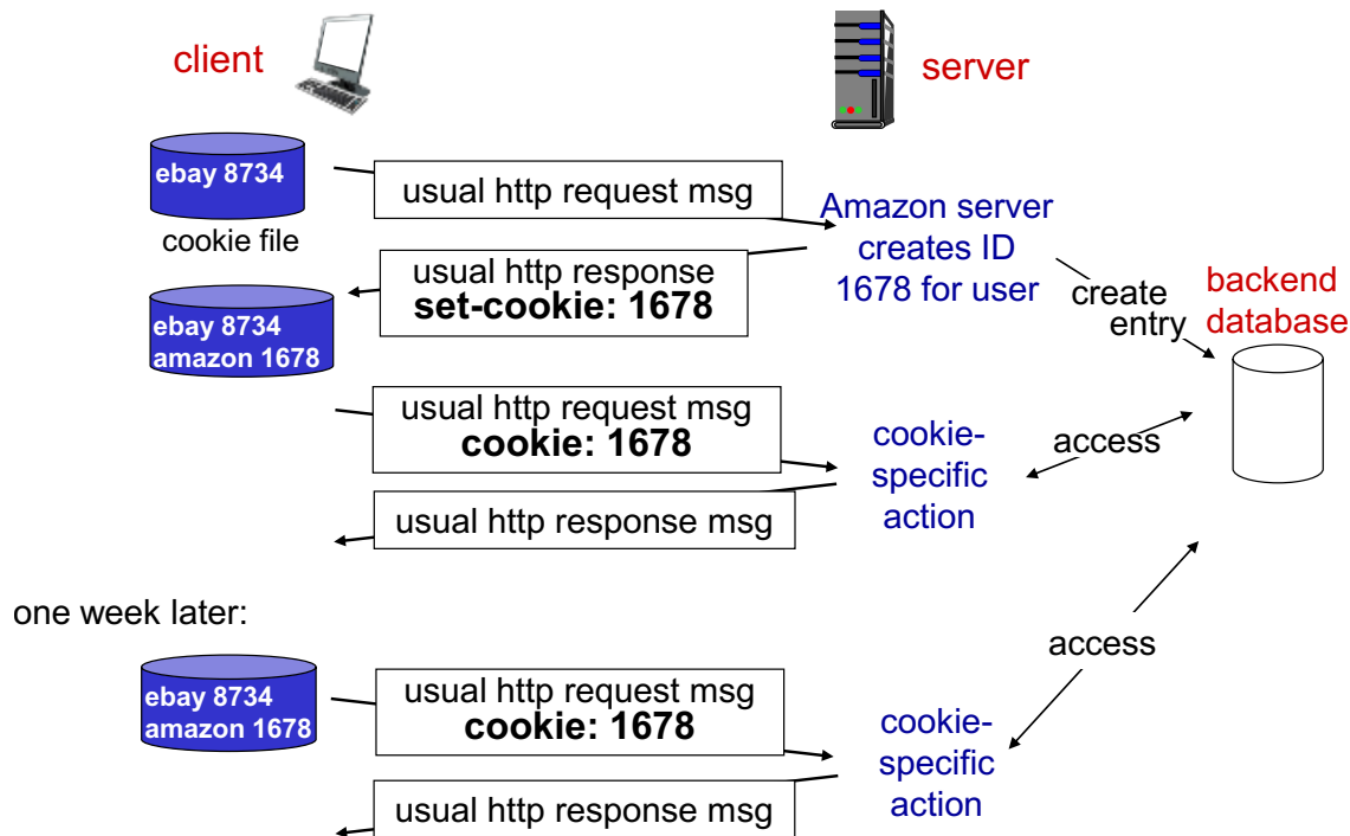 client
server
ebay 8734
usual http request msg
cookie file
Amazon server
creates ID
1678 for user
usual http response
set-cookie: 1678
ebay 8734
amazon 1678
create
entry
backend
database
usual http request msg
cookie: 1678
cookie-
specific
action
access
usual http response msg
one week later:
access
ebay 8734
amazon 1678
usual http request msg
cookie: 1678
cookie-
specific
action
usual http response msg